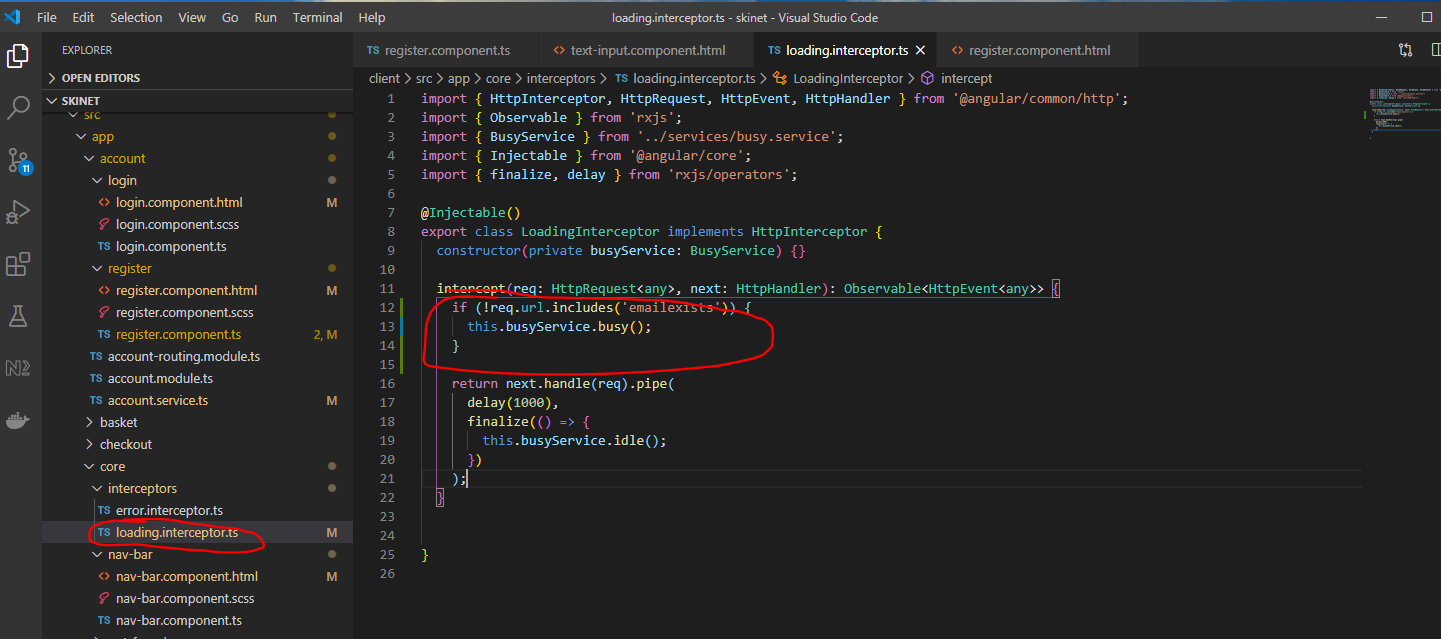 File Edit Selection View Go Run Terminal Help
loading.interceptor.ts - skinet - Visual Studio Code
EXPLORER
OPEN EDITORS
SKINET
src
app
account
login
login.component.html M
login.component.scss
login.component.ts
register
register.component.html M
register.component.scss
register.component.ts 2, M
account-routing.module.ts
account.module.ts
account.service.ts M
basket
checkout
core
interceptors
error.interceptor.ts
loading.interceptor.ts M
nav-bar
nav-bar.component.html M
nav-bar.component.scss
nav-bar.component.ts
11
register.component.ts
text-input.component.html
loading.interceptor.ts
register.component.html
client > src > app > core > interceptors > TS loading.interceptor.ts > LoadingInterceptor > intercept
1 import { HttpInterceptor, HttpRequest, HttpEvent, HttpHandler } from '@angular/common/http';
2 import { Observable } from 'rxjs';
3 import { BusyService } from '../services/busy.service';
4 import { Injectable } from '@angular/core';
5 import { finalize, delay } from 'rxjs/operators';
6
7 @Injectable()
8 export class LoadingInterceptor implements HttpInterceptor {
9 constructor(private busyService: BusyService) {}
10
11 intercept(req: HttpRequest<any>, next: HttpHandler): Observable<HttpEvent<any>> {
12 if (!req.url.includes('emailexists')) {
13 this.busyService.busy();
14 }
15
16 return next.handle(req).pipe(
17 delay(1000),
18 finalize(() => {
19 this.busyService.idle();
20 })
21 );
22 }
23
24
25 }
26